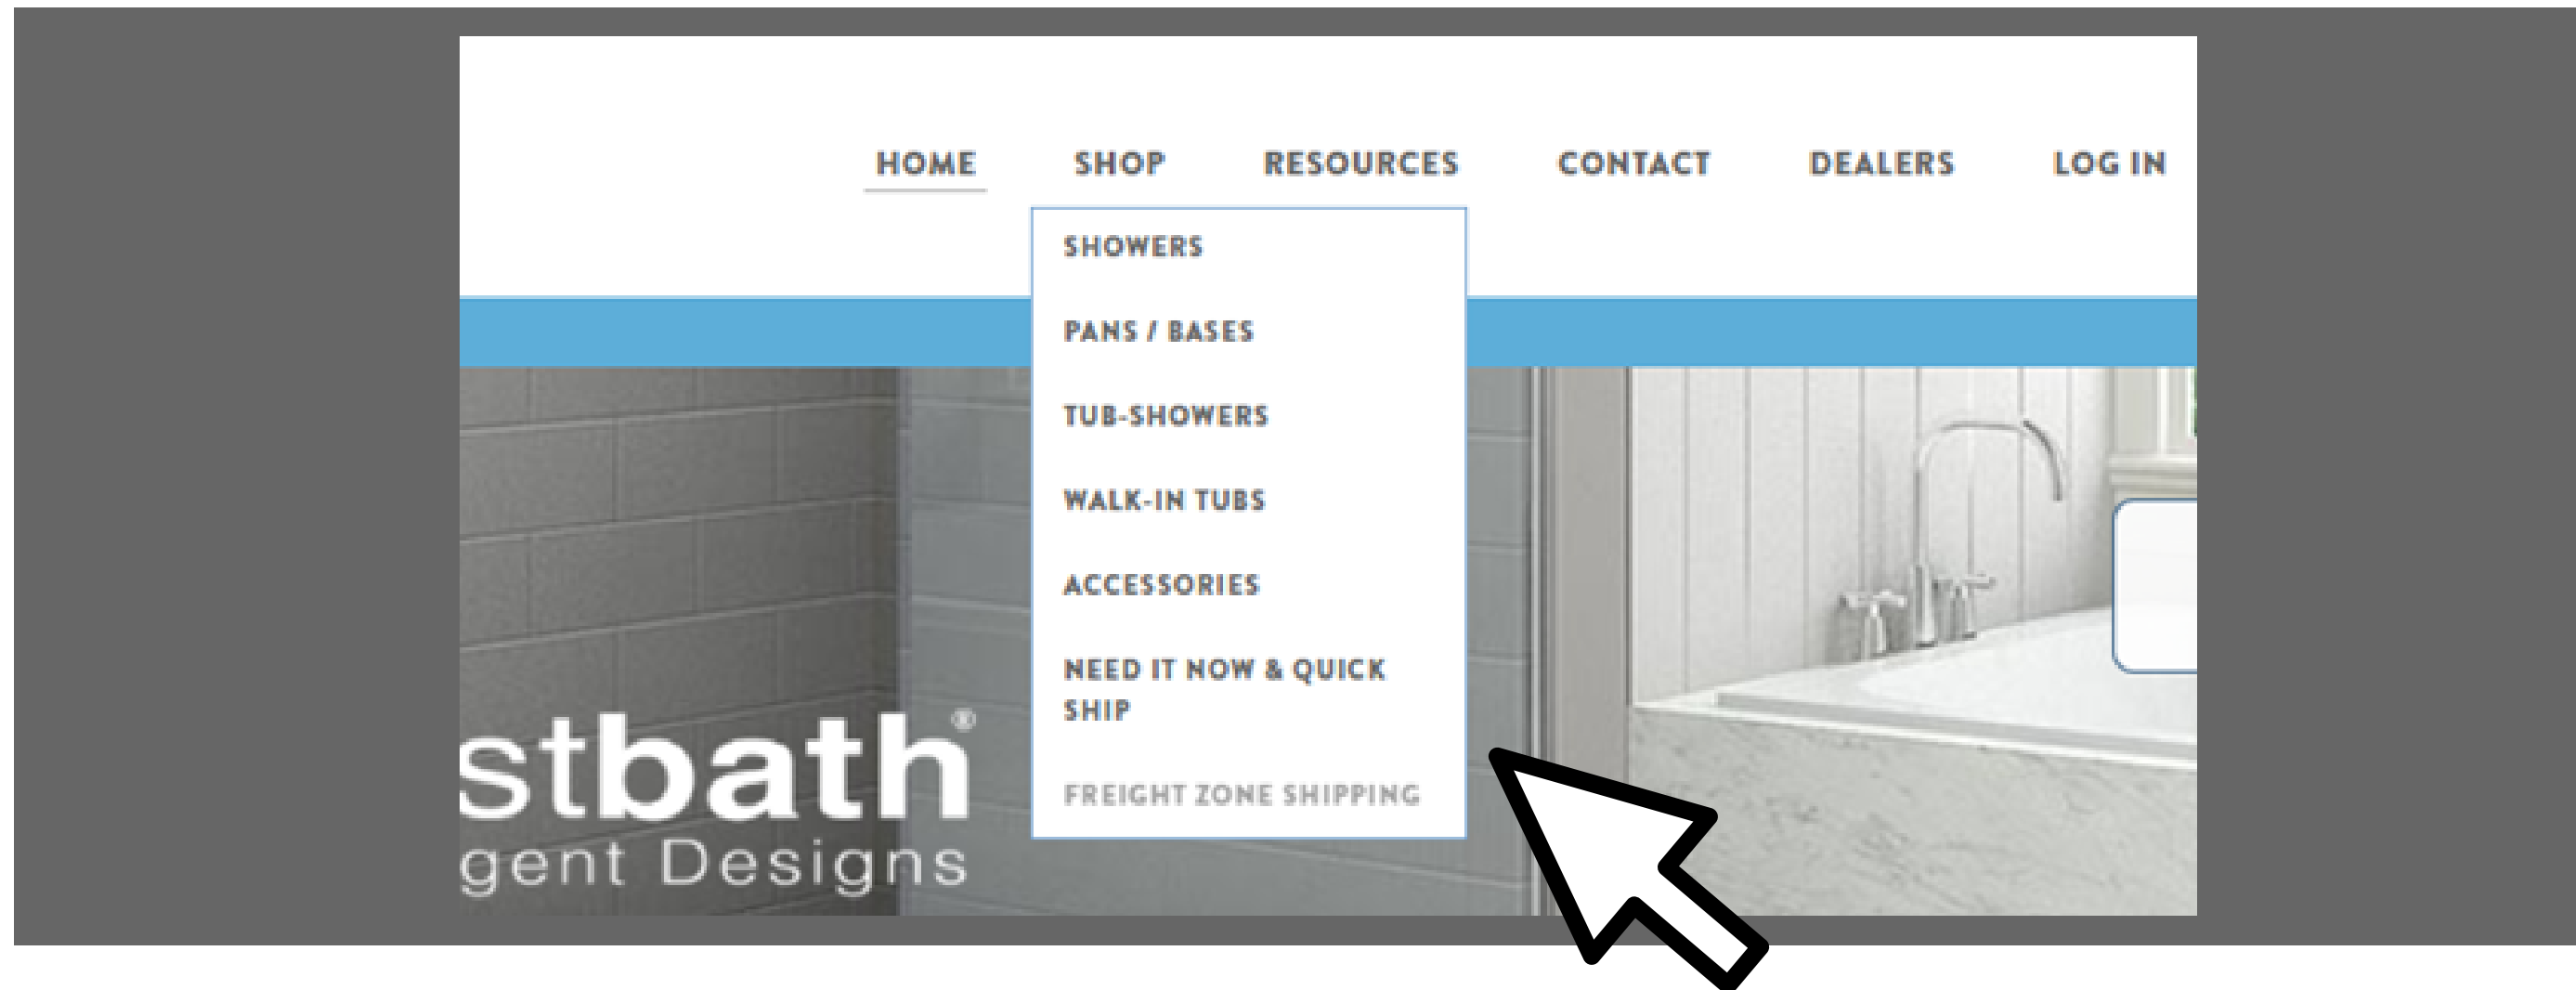 HOME SHOP RESOURCES CONTACT DEALERS LOG IN
SHOWERS
PANS / BASES
TUB-SHOWERS
WALK-IN TUBS
ACCESSORIES
NEED IT NOW & QUICK
SHIP
FREIGHT ZONE SHIPPING
stbath®
gent Designs